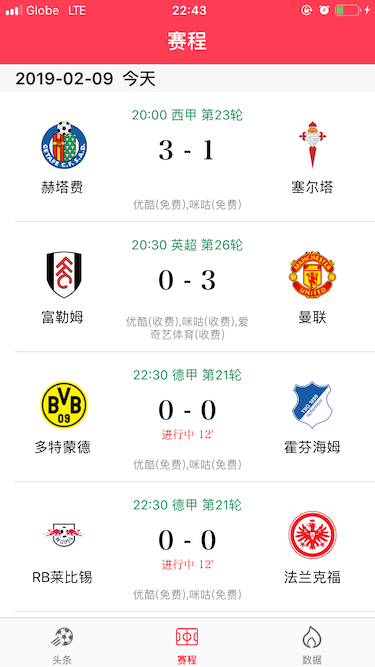 Globe LTE 22:43
赛程
2019-02-09 今天
20:00 西甲 第23轮
3 - 1
GETAFE C.F. S.A.D.
赫塔费
塞尔塔
优酷(免费),咪咕(免费)
20:30 英超 第26轮
0 - 3
FFC
MANCHESTER
UNITED
富勒姆
曼联
优酷(收费),咪咕(收费),爱
奇艺体育(收费)
22:30 德甲 第21轮
0 - 0
进行中 12'
BVB
09
TSG 1899
多特蒙德
霍芬海姆
优酷(免费),咪咕(免费)
22:30 德甲 第21轮
0 - 0
进行中 12'
RB莱比锡
法兰克福
优酷(免费),咪咕(免费)
头条
赛程
数据